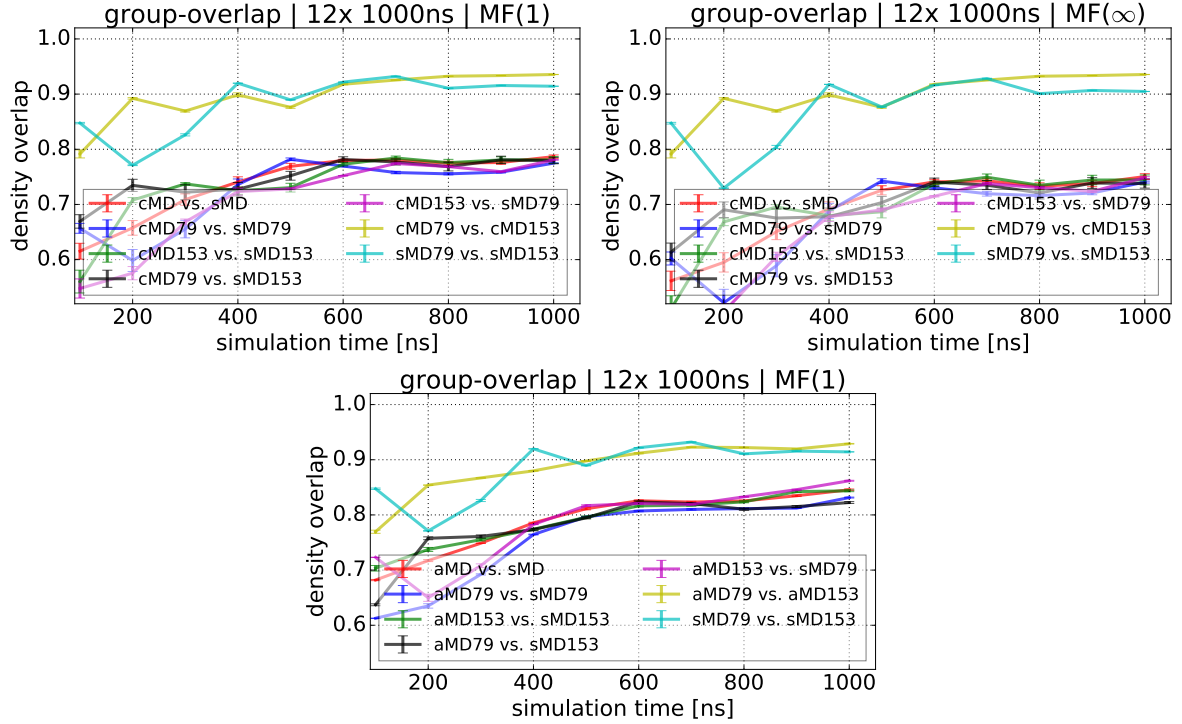 group-overlap | 12x 1000ns | MF(1)
1.0
0.9
0.8
0.7
0.6
density overlap
cMD vs. sMD
cMD79 vs. sMD79
cMD153 vs. sMD153
cMD79 vs. sMD153
cMD153 vs. sMD79
cMD79 vs. cMD153
sMD79 vs. sMD153
200 400 600 800 1000
simulation time [ns]
group-overlap | 12x 1000ns | MF(∞)
1.0
0.9
0.8
0.7
0.6
density overlap
cMD vs. sMD
cMD79 vs. sMD79
cMD153 vs. sMD153
cMD79 vs. sMD153
cMD153 vs. sMD79
cMD79 vs. cMD153
sMD79 vs. sMD153
200 400 600 800 1000
simulation time [ns]
group-overlap | 12x 1000ns | MF(1)
1.0
0.9
0.8
0.7
0.6
density overlap
aMD vs. sMD
aMD79 vs. sMD79
aMD153 vs. sMD153
aMD79 vs. sMD153
aMD153 vs. sMD79
aMD79 vs. aMD153
sMD79 vs. sMD153
200 400 600 800 1000
simulation time [ns]